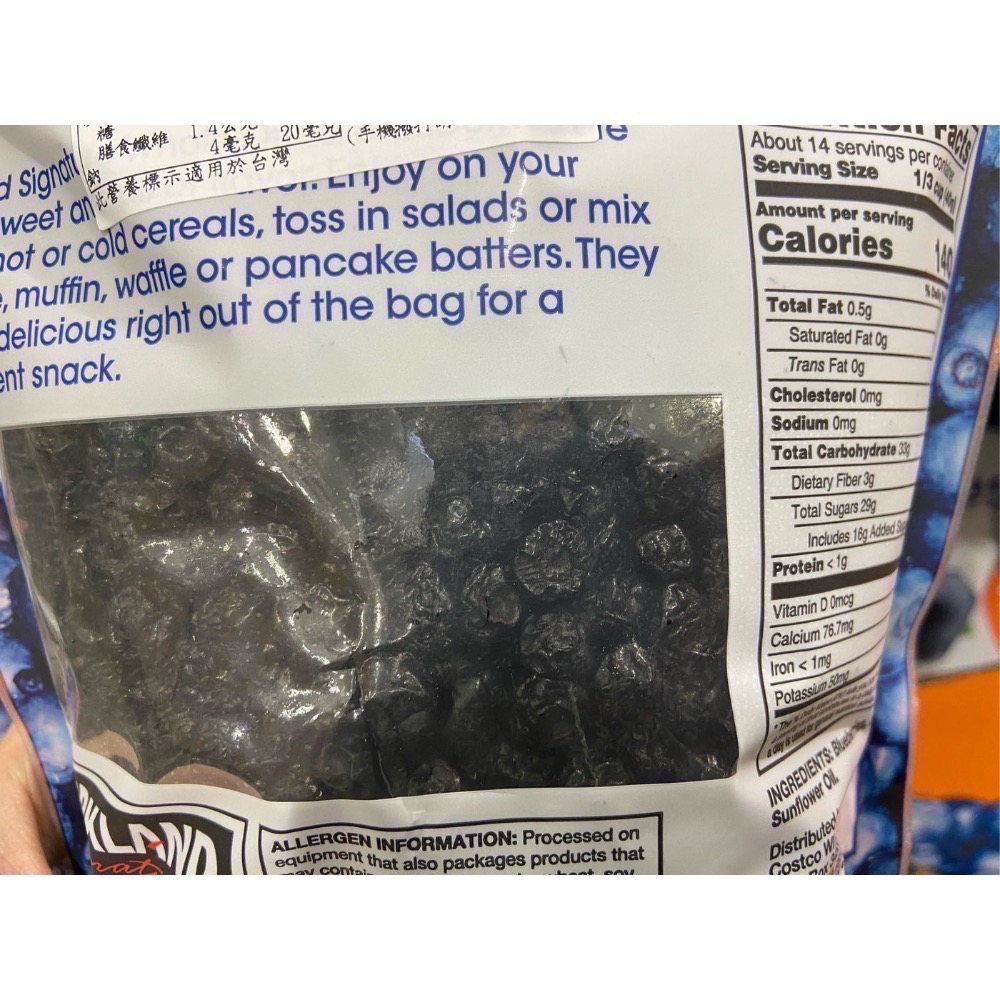 糖 1.4公克
膳食纖維 4毫克 20毫克
鈉
此營養標示適用於台灣
d Signatu
weet an
Enjoy on your
hot or cold cereals, toss in salads or mix
, muffin, waffle or pancake batters. They
delicious right out of the bag for a
ent snack.
Facts
About 14 servings per container
Serving Size 1/3 cup
Amount per serving
Calories 140
Total Fat 0.5g
Saturated Fat 0g
Trans Fat 0g
Cholesterol 0mg
Sodium 0mg
Total Carbohydrate 33g
Dietary Fiber 3g
Total Sugars 29g
Includes 16g Added
Protein < 1g
Vitamin D 0mcg
Calcium 76.7mg
Iron < 1mg
Potassium 50mg
INGREDIENTS:
Sunflower Oil.
Distributed
Costco W
ALLERGEN INFORMATION: Processed on
equipment that also packages products that